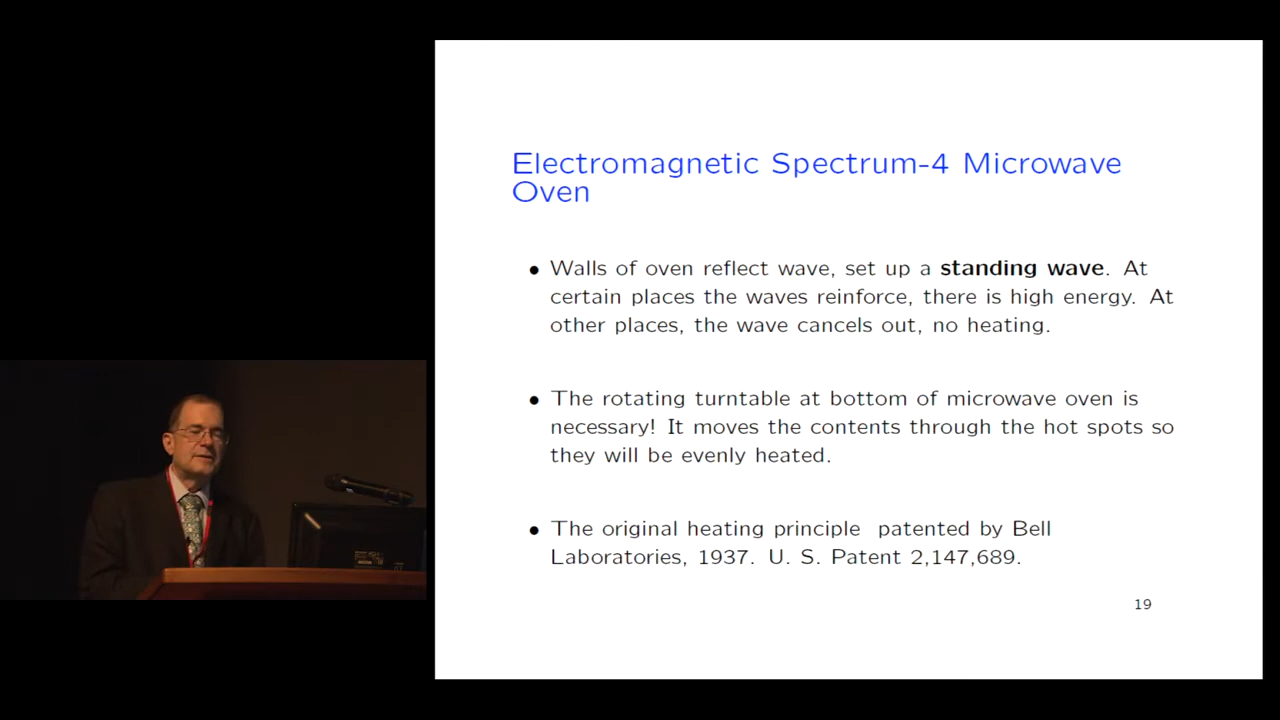 Electromagnetic Spectrum-4 Microwave
Oven
• Walls of oven reflect wave, set up a standing wave. At
certain places the waves reinforce, there is high energy. At
other places, the wave cancels out, no heating.
• The rotating turntable at bottom of microwave oven is
necessary! It moves the contents through the hot spots so
they will be evenly heated.
• The original heating principle patented by Bell
Laboratories, 1937. U. S. Patent 2,147,689.
19